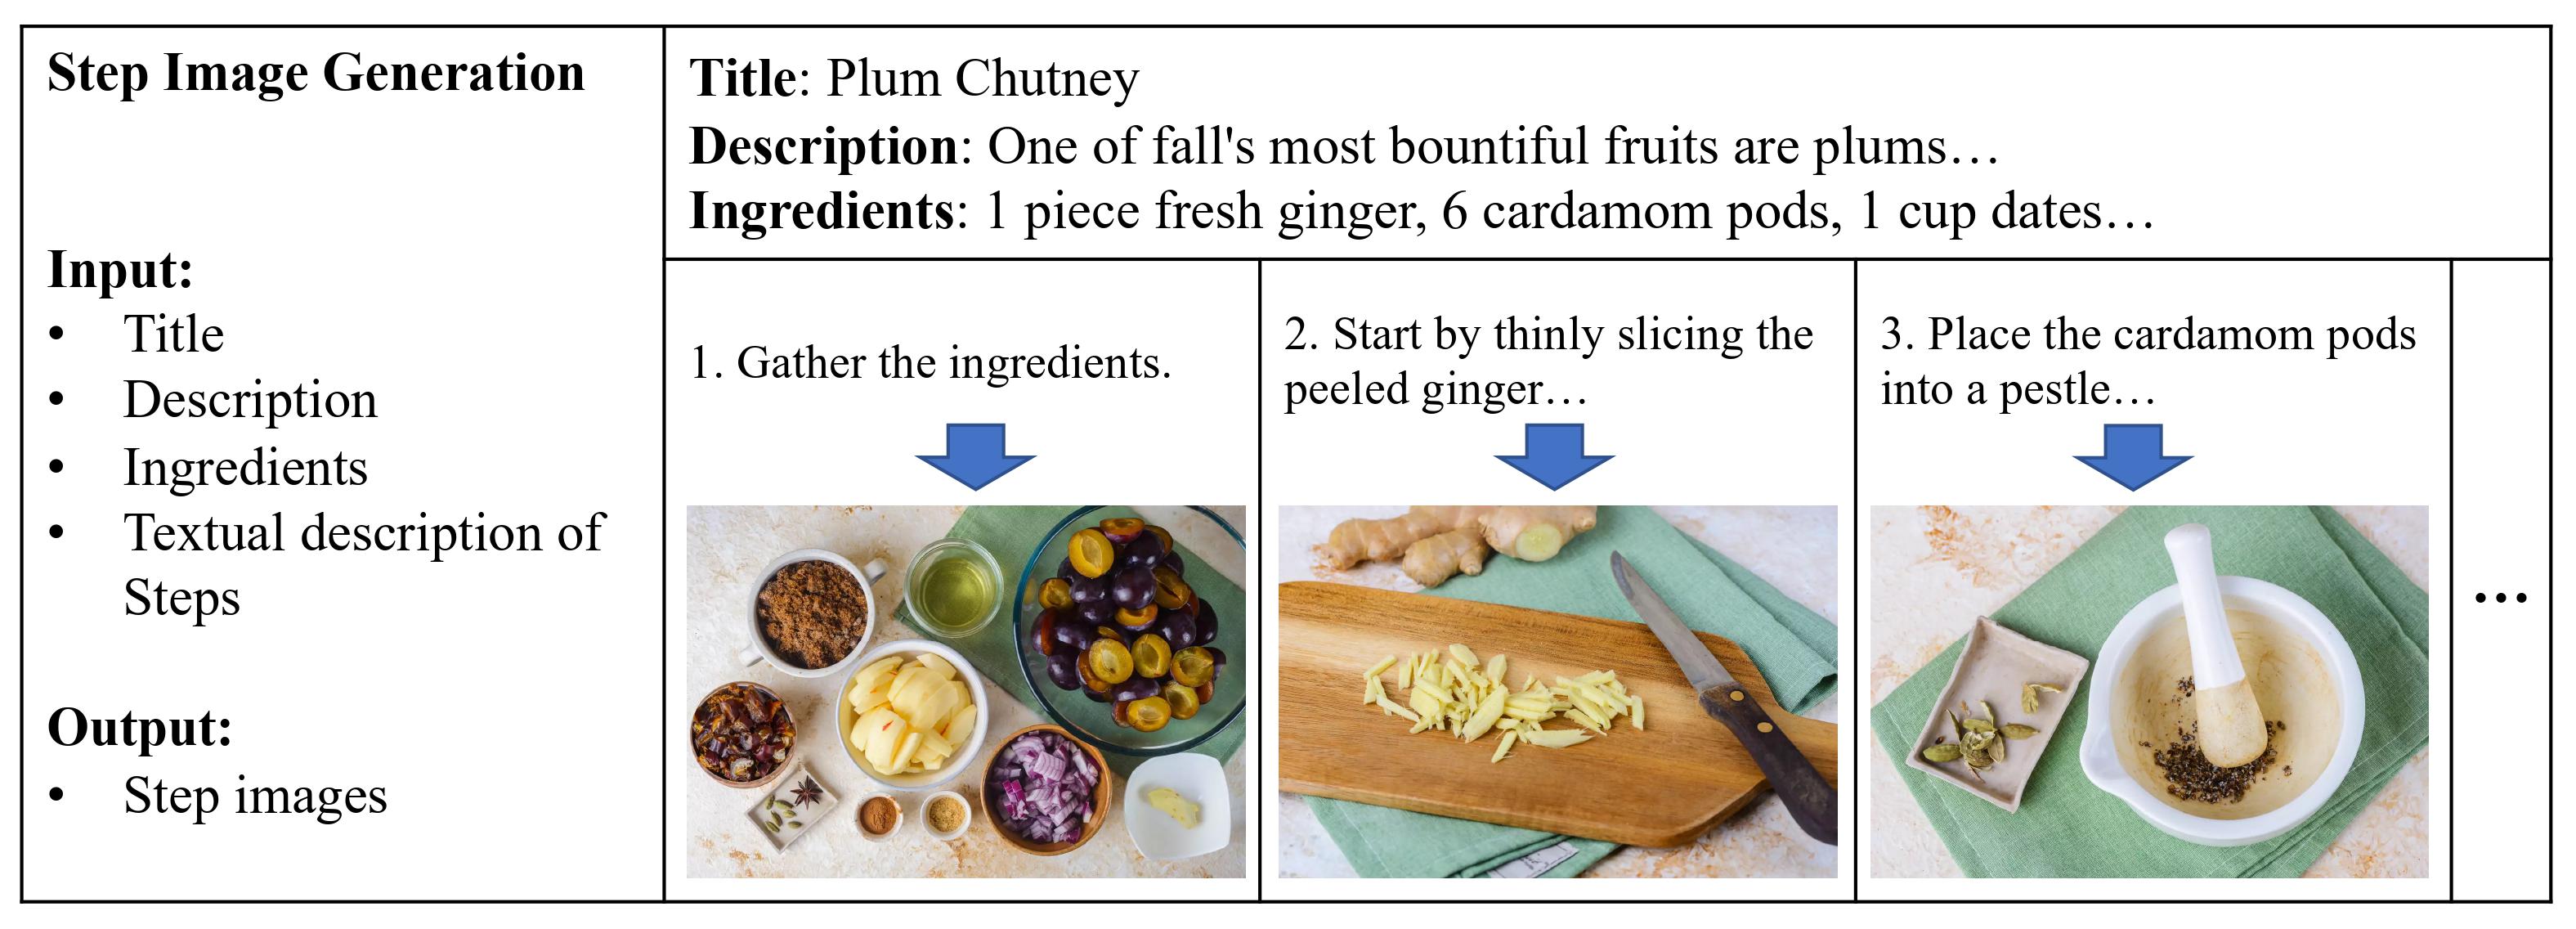 Step Image Generation
Input:
• Title
• Description
• Ingredients
• Textual description of
Steps
Output:
• Step images
Title: Plum Chutney
Description: One of fall's most bountiful fruits are plums…
Ingredients: 1 piece fresh ginger, 6 cardamom pods, 1 cup dates…
1. Gather the ingredients.
2. Start by thinly slicing the
peeled ginger…
3. Place the cardamom pods
into a pestle…
…